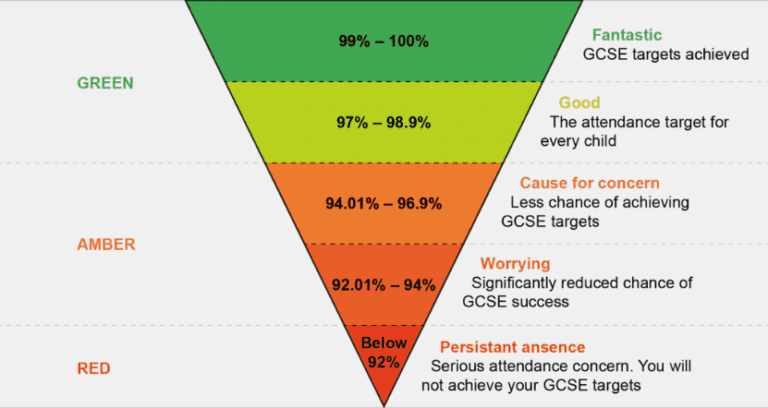 99% – 100%
Fantastic
GCSE targets achieved
GREEN
97% – 98.9%
Good
The attendance target for
every child
94.01% – 96.9%
Cause for concern
Less chance of achieving
GCSE targets
AMBER
92.01% – 94%
Worrying
Significantly reduced chance of
GCSE success
RED
Below
92%
Persistant ansence
Serious attendance concern. You will
not achieve your GCSE targets